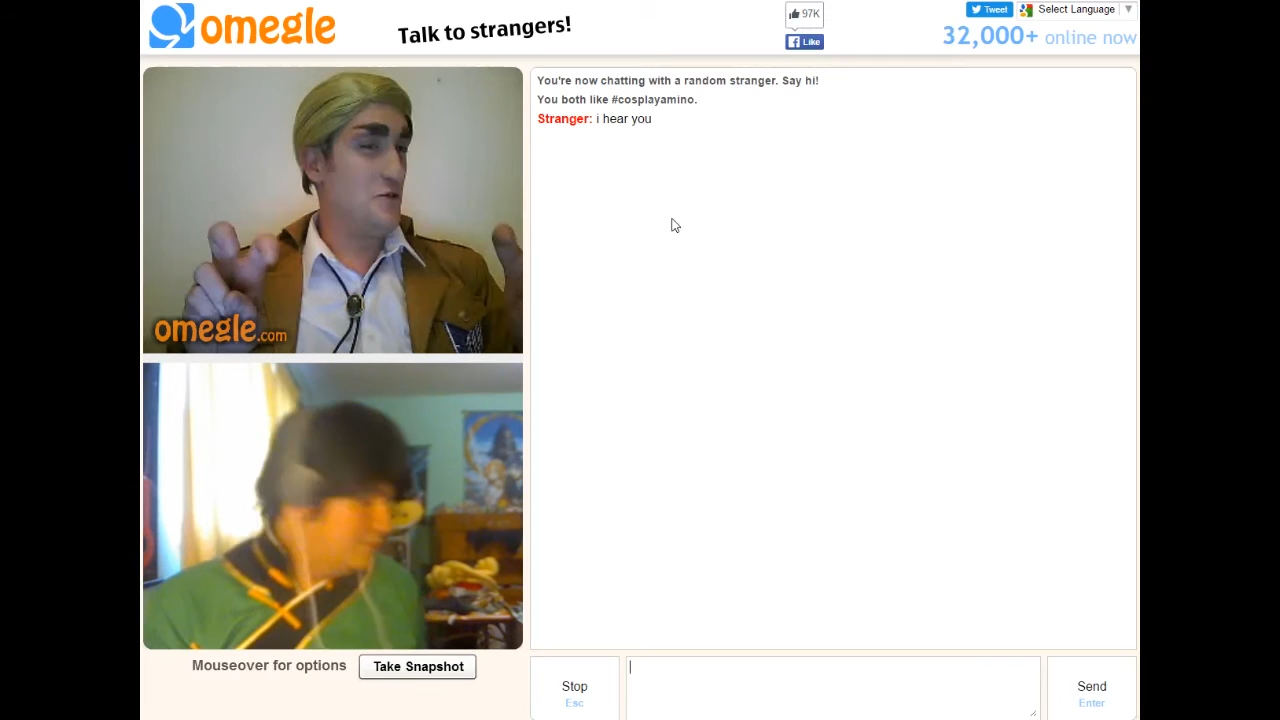 omegle
Talk to strangers!
97K
Like
Tweet
Select Language
32,000+ online now
You're now chatting with a random stranger. Say hi!
You both like #cosplayamino.
Stranger: i hear you
omegle.com
Mouseover for options
Take Snapshot
Stop
Esc
Send
Enter